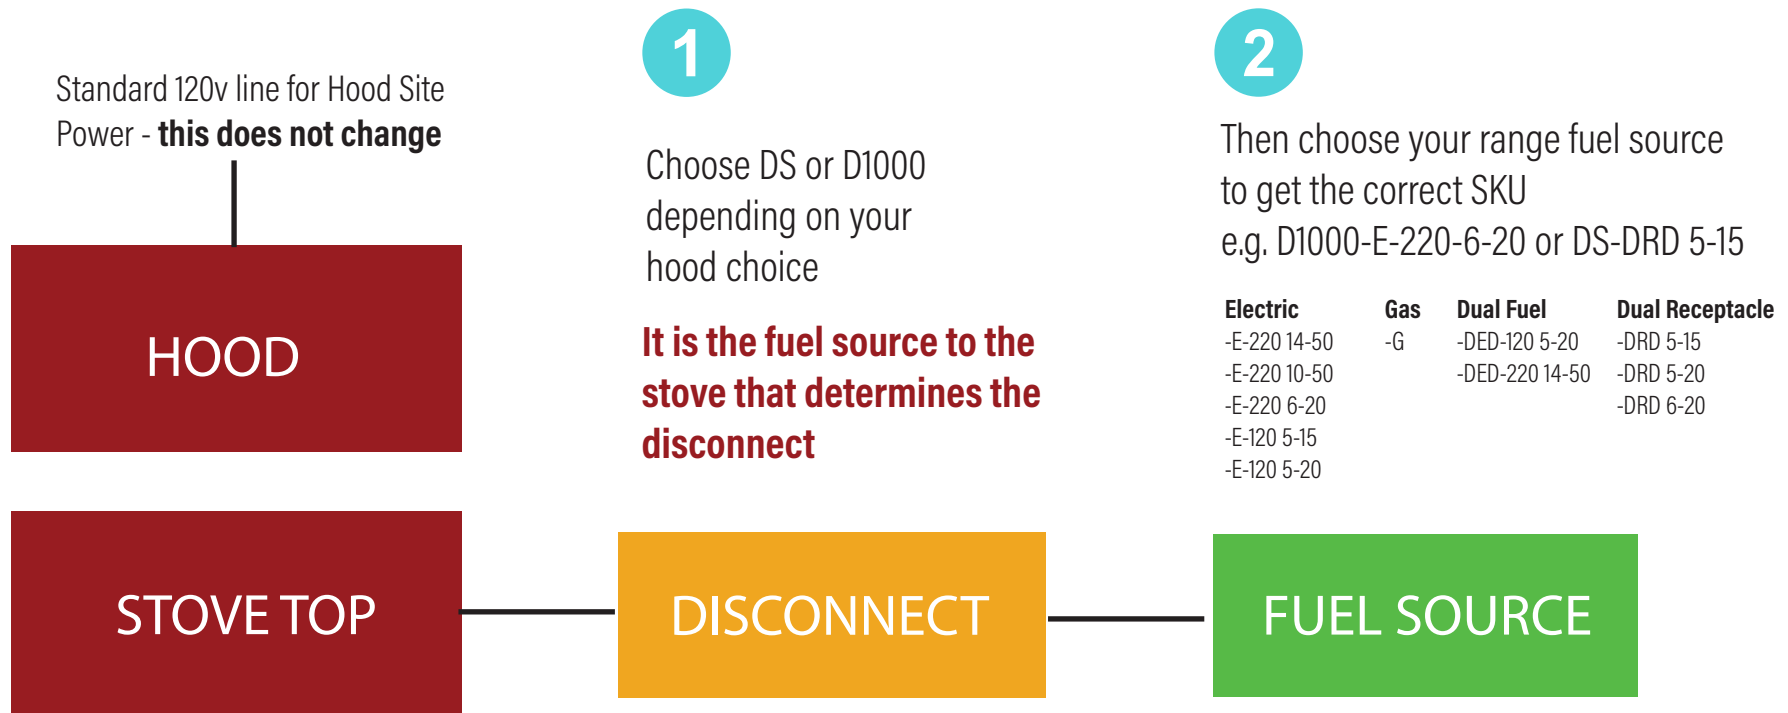 Standard 120v line for Hood Site
Power - this does not change
HOOD
STOVE TOP
1
Choose DS or D1000
depending on your
hood choice
It is the fuel source to the
stove that determines the
disconnect
DISCONNECT
2
Then choose your range fuel source
to get the correct SKU
e.g. D1000-E-220-6-20 or DS-DRD 5-15
Electric
-E-220 14-50
-E-220 10-50
-E-220 6-20
-E-120 5-15
-E-120 5-20
Gas
-G
Dual Fuel
-DED-120 5-20
-DED-220 14-50
Dual Receptacle
-DRD 5-15
-DRD 5-20
-DRD 6-20
FUEL SOURCE